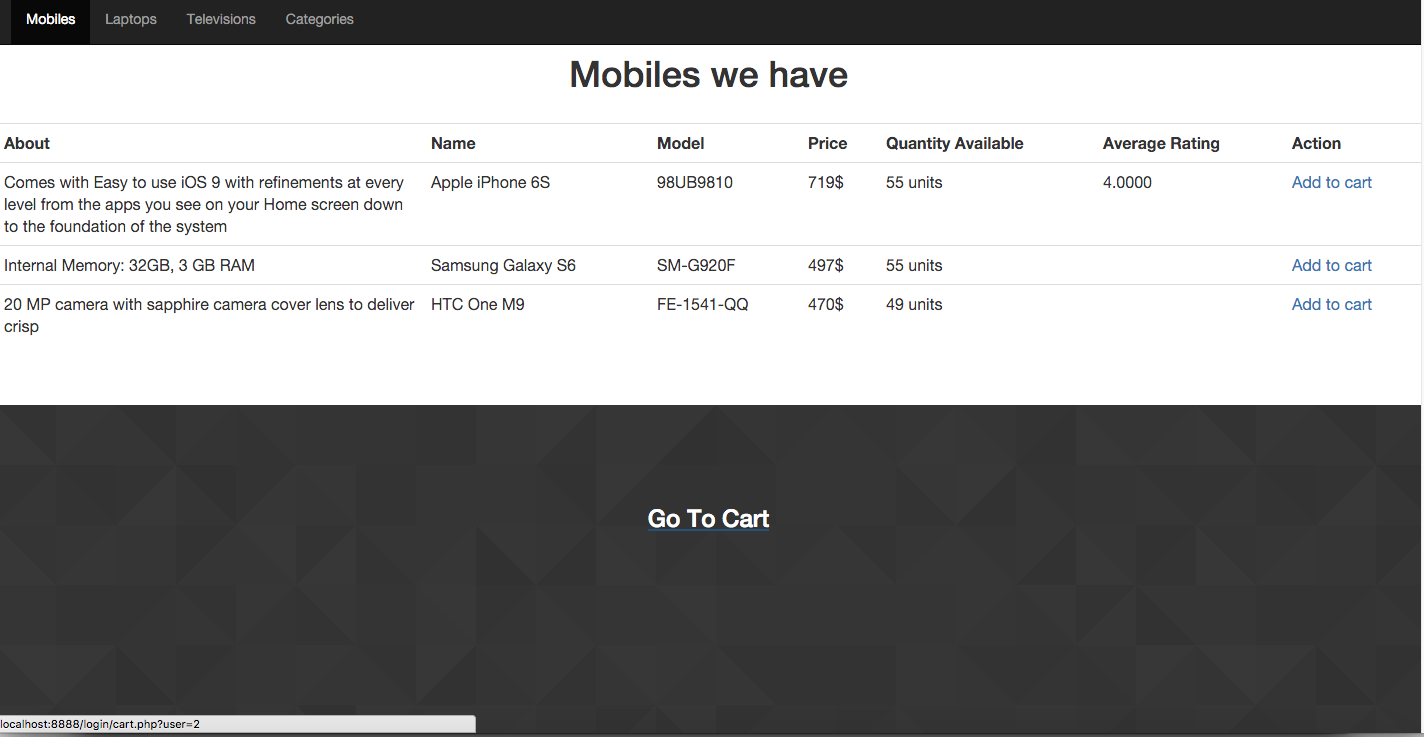 Mobiles Laptops Televisions Categories
Mobiles we have
About Name Model Price Quantity Available Average Rating Action
Comes with Easy to use iOS 9 with refinements at every Apple iPhone 6S 98UB9810 719$ 55 units 4.0000 Add to cart
level from the apps you see on your Home screen down
to the foundation of the system
Internal Memory: 32GB, 3 GB RAM Samsung Galaxy S6 SM-G920F 497$ 55 units Add to cart
20 MP camera with sapphire camera cover lens to deliver HTC One M9 FE-1541-QQ 470$ 49 units Add to cart
crisp
Go To Cart
localhost:8888/login/cart.php?user=2